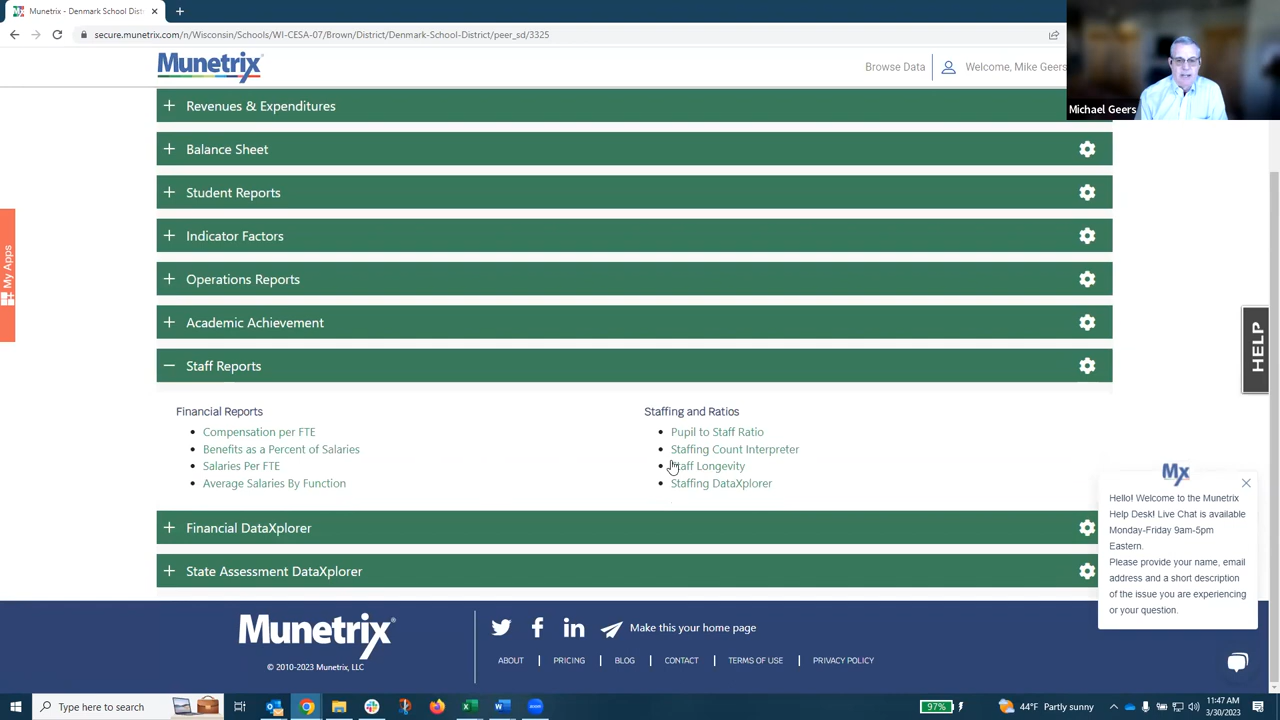 Munetrix - Denmark School Dist
secure.munetrix.com/n/Wisconsin/Schools/WI-CESA-07/Brown/District/Denmark-School-District/peer_sd/3325
Munetrix
Browse Data
Welcome, Mike Geers
Michael Geers
Revenues & Expenditures
Balance Sheet
Student Reports
Indicator Factors
Operations Reports
Academic Achievement
Staff Reports
My Apps
HELP
Financial Reports
Compensation per FTE
Benefits as a Percent of Salaries
Salaries Per FTE
Average Salaries By Function
Staffing and Ratios
Pupil to Staff Ratio
Staffing Count Interpreter
Staff Longevity
Staffing DataXplorer
Financial DataXplorer
State Assessment DataXplorer
Mx
Hello! Welcome to the Munetrix
Help Desk! Live Chat is available
Monday-Friday 9am-5pm
Eastern.
Please provide your name, email
address and a short description
of the issue you are experiencing
or your question.
Munetrix
© 2010-2023 Munetrix, LLC
Make this your home page
ABOUT
PRICING
BLOG
CONTACT
TERMS OF USE
PRIVACY POLICY
Type here to search
97%
44°F Partly sunny
11:47 AM
3/30/2023